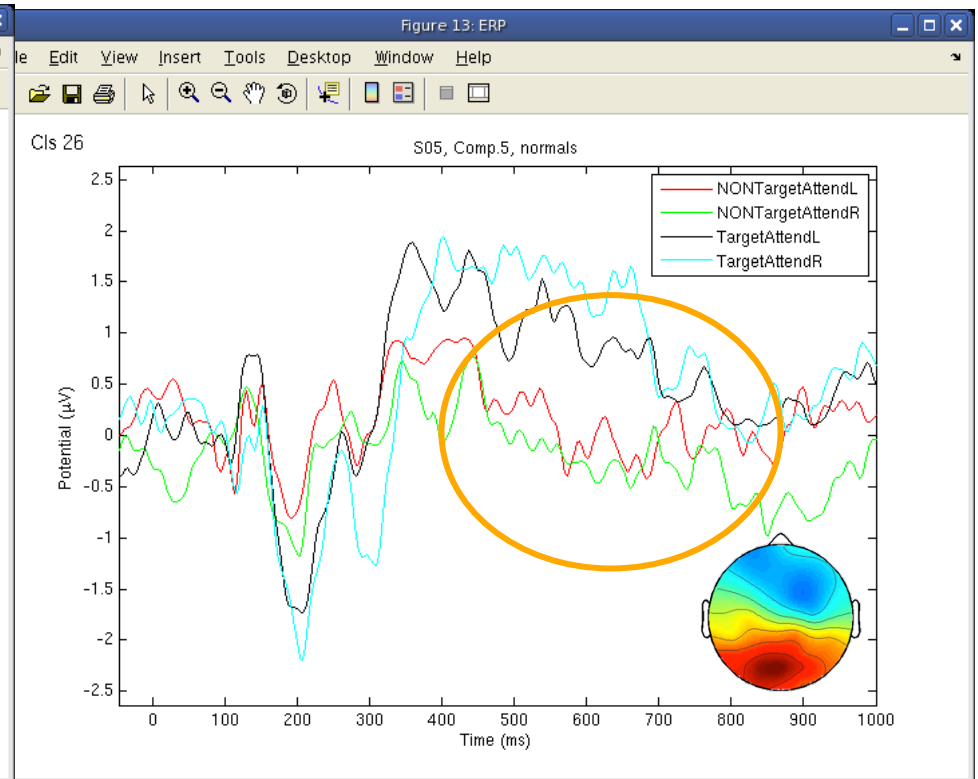 Figure 13: ERP
le Edit View Insert Tools Desktop Window Help
Cls 26
S05, Comp.5, normals
NONTargetAttendL
NONTargetAttendR
TargetAttendL
TargetAttendR
2.5
2
1.5
1
0.5
0
-0.5
-1
-1.5
-2
-2.5
Potential (µV)
0 100 200 300 400 500 600 700 800 900 1000
Time (ms)